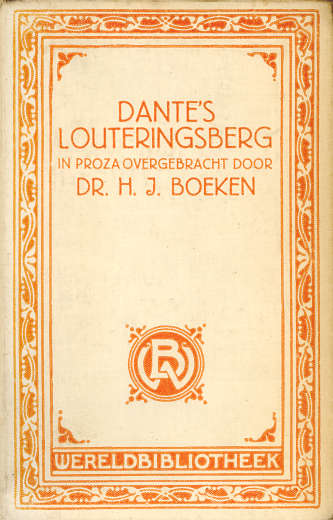 DANTE'S
LOUTERINGSBERG
IN PROZA OVERGEBRACHT DOOR
DR. H. J. BOEKEN
WB
WERELDBIBLIOTHEEK